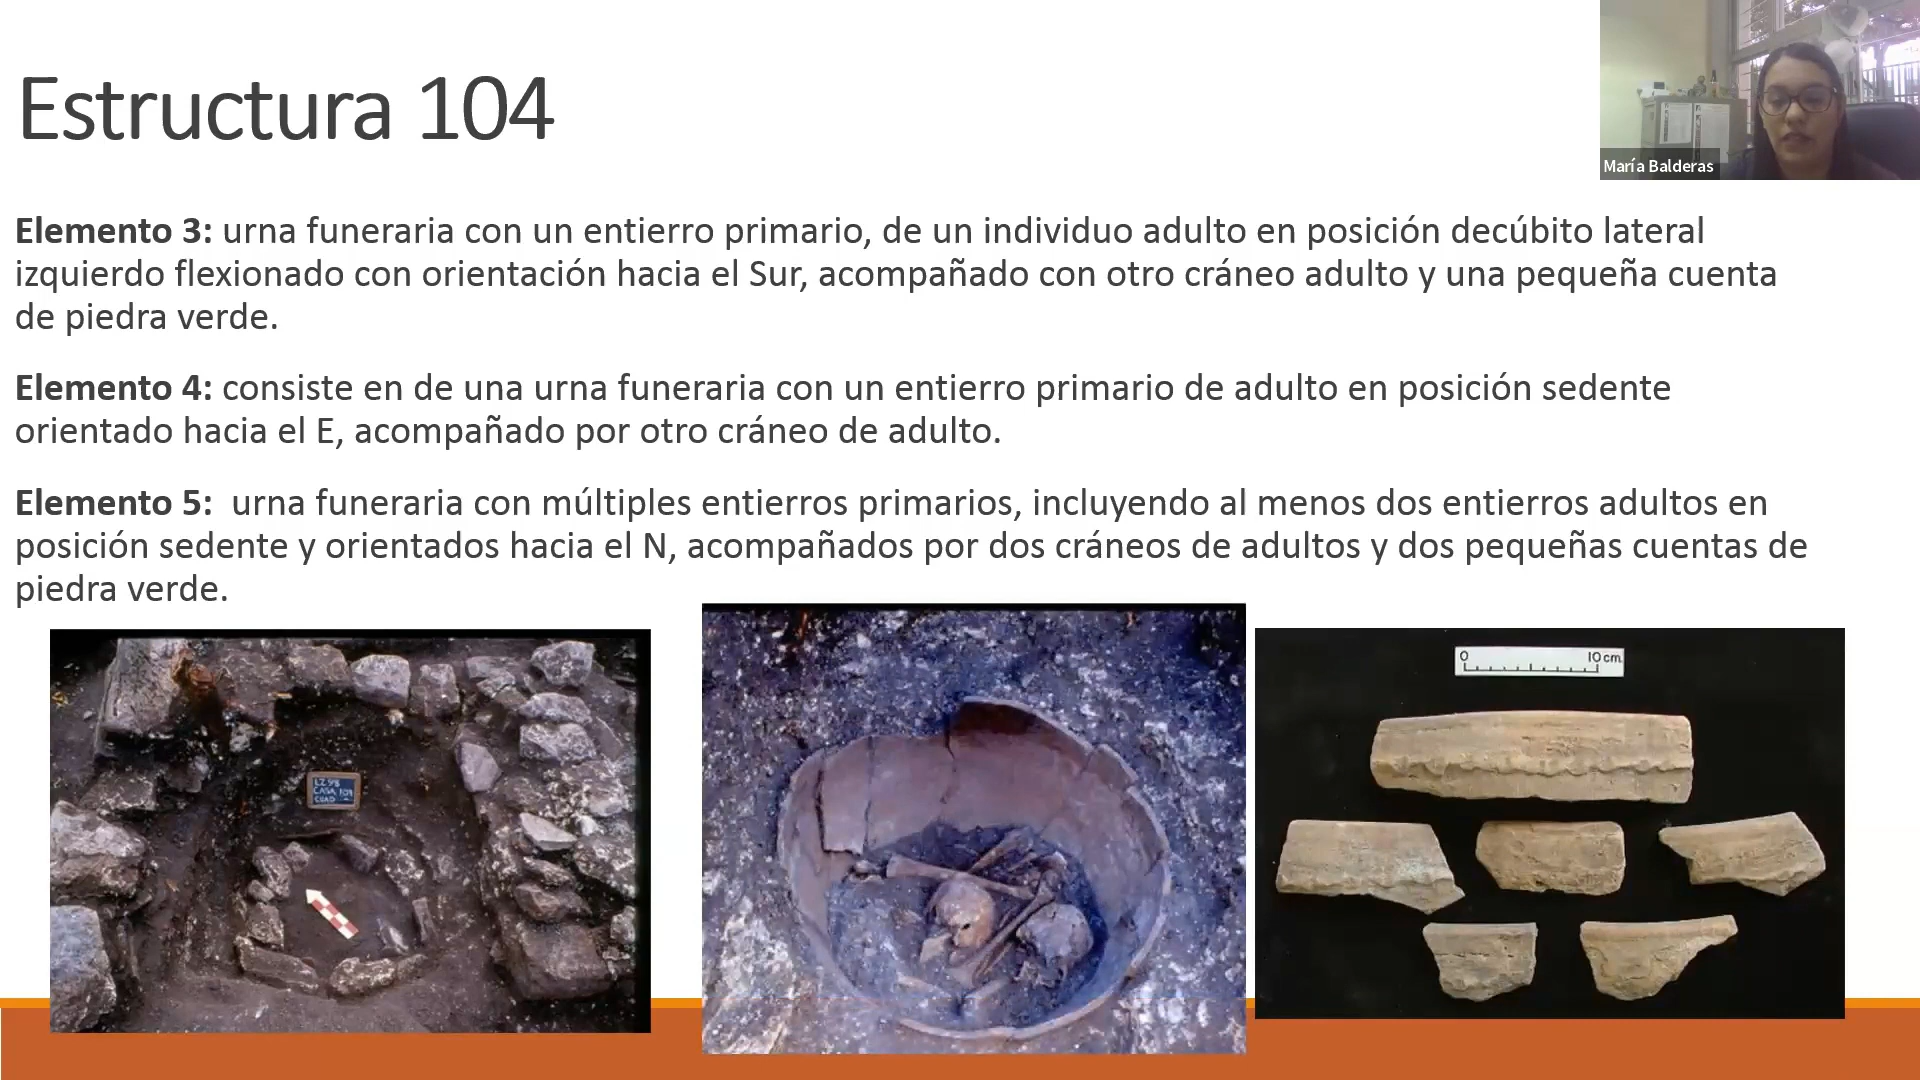 Estructura 104
María Balderas
Elemento 3: urna funeraria con un entierro primario, de un individuo adulto en posición decúbito lateral
izquierdo flexionado con orientación hacia el Sur, acompañado con otro cráneo adulto y una pequeña cuenta
de piedra verde.
Elemento 4: consiste en de una urna funeraria con un entierro primario de adulto en posición sedente
orientado hacia el E, acompañado por otro cráneo de adulto.
Elemento 5: urna funeraria con múltiples entierros primarios, incluyendo al menos dos entierros adultos en
posición sedente y orientados hacia el N, acompañados por dos cráneos de adultos y dos pequeñas cuentas de
piedra verde.
CASA 104
CUAD
0 10 cm.